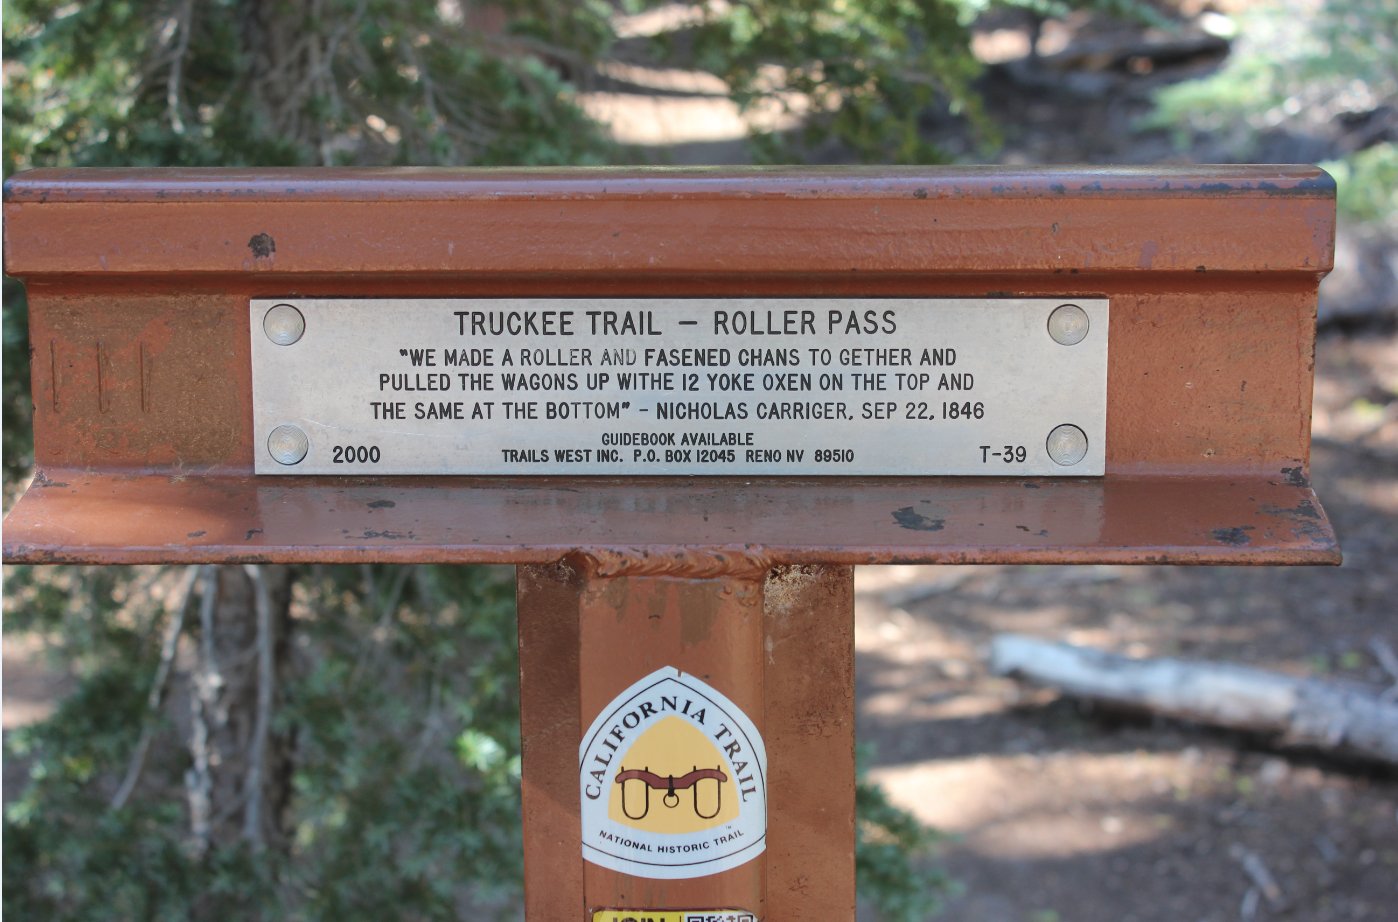 TRUCKEE TRAIL – ROLLER PASS
"WE MADE A ROLLER AND FASENED CHANS TO GETHER AND
PULLED THE WAGONS UP WITHE 12 YOKE OXEN ON THE TOP AND
THE SAME AT THE BOTTOM" – NICHOLAS CARRIGER, SEP 22, 1846
GUIDEBOOK AVAILABLE
2000 TRAILS WEST INC. P.O. BOX 12045 RENO NV 89510 T-39
CALIFORNIA TRAIL
NATIONAL HISTORIC TRAIL
TM
JOIN